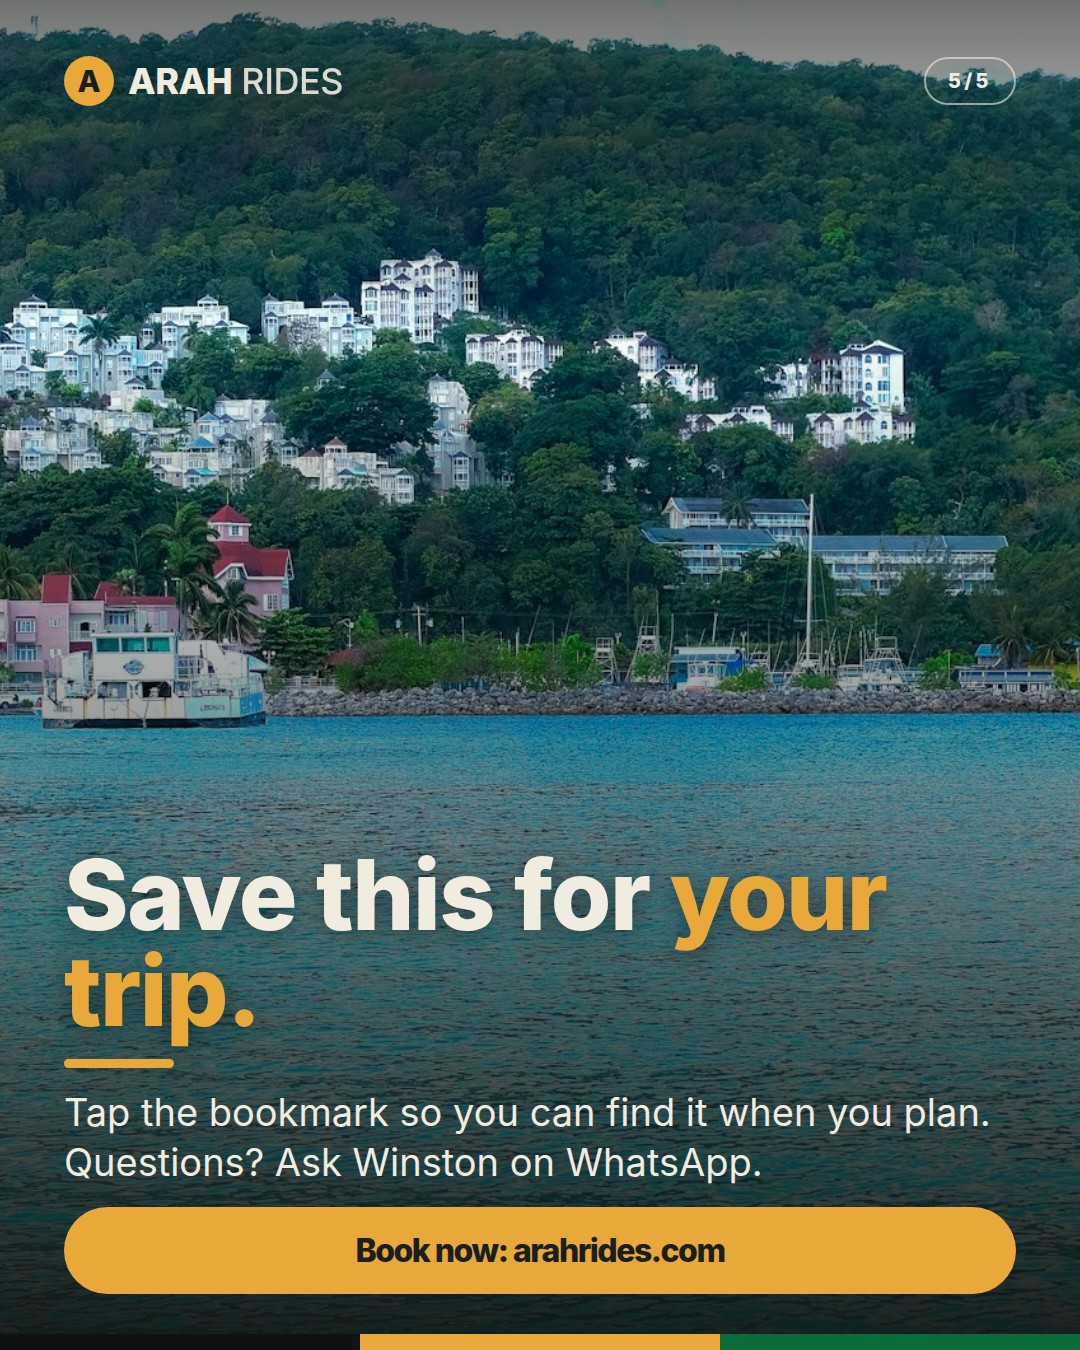 A ARAH RIDES
5/5
Save this for your
trip.
Tap the bookmark so you can find it when you plan.
Questions? Ask Winston on WhatsApp.
Book now: arahrides.com